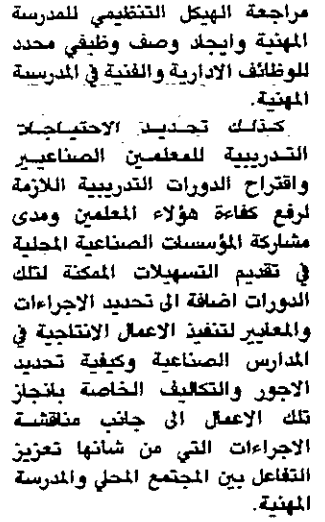 مراجعة الهيكل التنظيمي للمدرسة
المهنية وايجاد وصف وظيفي محدد
للوظائف الادارية والفنية في المدرسة
المهنية.
كذلك تحديد الاحتياجات
التدريبية للمعلمين الصناعيين
واقتراح الدورات التدريبية اللازمة
لرفع كفاءة هؤلاء المعلمين ومدى
مشاركة المؤسسات الصناعية المحلية
في تقديم التسهيلات الممكنة لتلك
الدورات اضافة الى تحديد الاجراءات
والمعايير لتنفيذ الاعمال الانتاجية في
المدارس الصناعية وكيفية تحديد
الاجور والتكاليف الخاصة بانجاز
تلك الاعمال الى جانب مناقشة
الاجراءات التي من شأنها تعزيز
التفاعل بين المجتمع المحلي والمدرسة
المهنية.